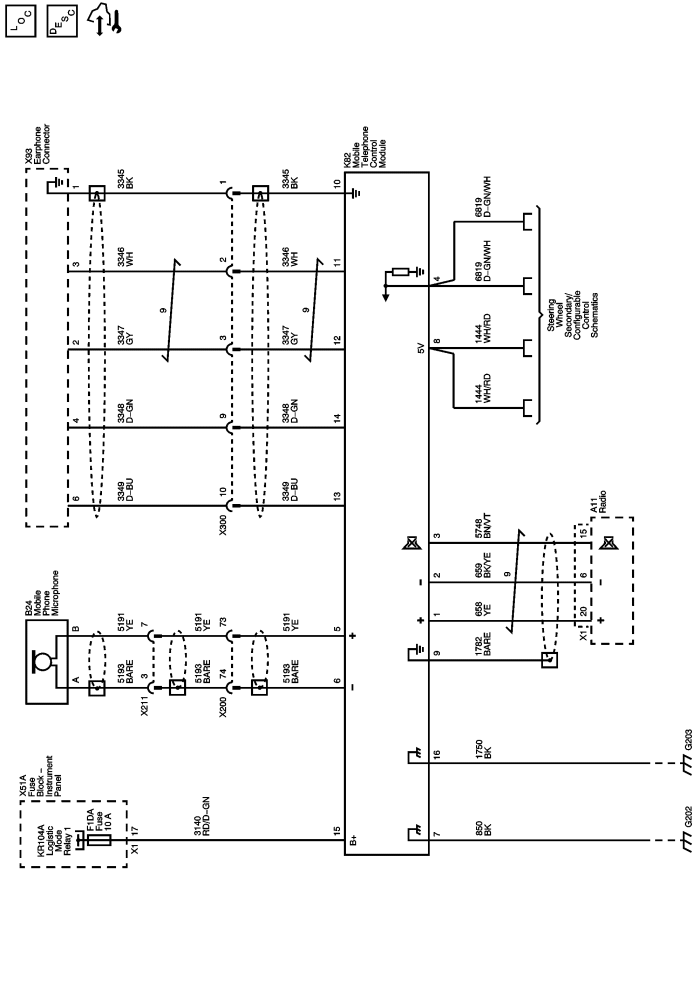 LOC
DESC
X93
Earphone
Connector
1
3
2
4
6
3345
BK
3346
WH
3347
GY
3348
D-GN
3349
D-BU
9
1
2
3
9
10
X300
3345
BK
3346
WH
3347
GY
3348
D-GN
3349
D-BU
9
10
11
12
14
13
K82
Mobile
Telephone
Control
Module
B24
Mobile
Phone
Microphone
B
A
5191
YE
5193
BARE
7
3
X211
5191
YE
5193
BARE
73
74
X200
5191
YE
5193
BARE
5
6
+
–
X51A
Fuse
Block –
Instrument
Panel
KR104A
Logistic
Mode
Relay 1
F1DA
Fuse
10 A
17
X1
3140
RD/D-GN
15
B+
5V
4
8
6819
D-GN/WH
6819
D-GN/WH
1444
WH/RD
1444
WH/RD
Steering
Wheel
Secondary/
Configurable
Control
Schematics
3
2
1
9
–
+
5748
BN/VT
659
BK/YE
658
YE
1782
BARE
9
15
6
20
X1
–
+
A11
Radio
16
7
1750
BK
850
BK
G203
G202